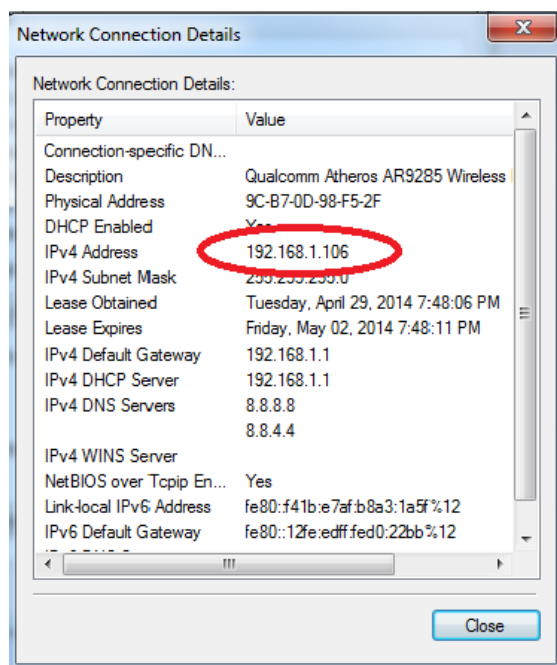 Network Connection Details
Network Connection Details:
Property Value
Connection-specific DN...
Description Qualcomm Atheros AR9285 Wireless
Physical Address 9C-B7-0D-98-F5-2F
DHCP Enabled Yes
IPv4 Address 192.168.1.106
IPv4 Subnet Mask 255.255.255.0
Lease Obtained Tuesday, April 29, 2014 7:48:06 PM
Lease Expires Friday, May 02, 2014 7:48:11 PM
IPv4 Default Gateway 192.168.1.1
IPv4 DHCP Server 192.168.1.1
IPv4 DNS Servers 8.8.8.8
8.8.4.4
IPv4 WINS Server
NetBIOS over Tcpip En... Yes
Link-local IPv6 Address fe80::f41b:e7af:b8a3:1a5f%12
IPv6 Default Gateway fe80::12fe:edff:fed0:22bb%12
Close